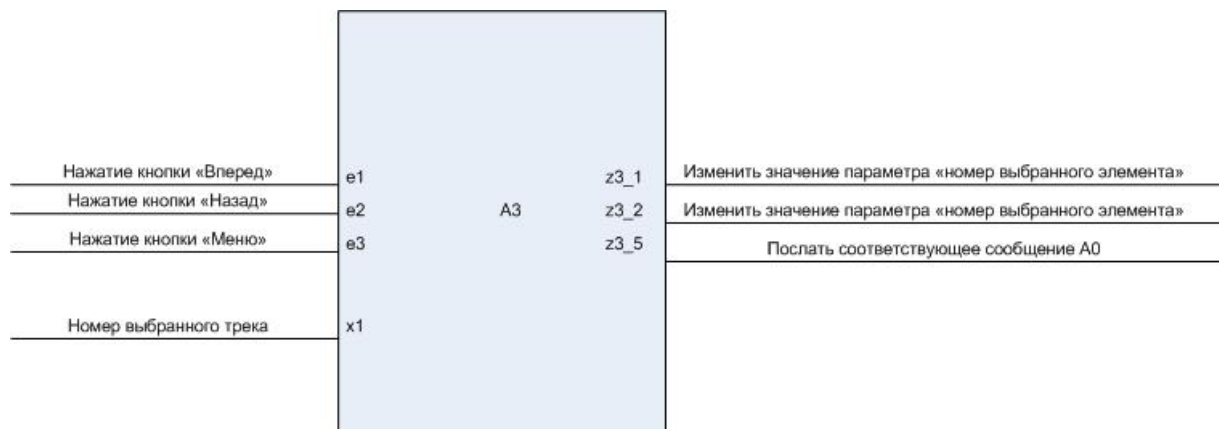 Нажатие кнопки «Вперед»
e1
z3_1
Изменить значение параметра «номер выбранного элемента»
Нажатие кнопки «Назад»
e2
A3
z3_2
Изменить значение параметра «номер выбранного элемента»
Нажатие кнопки «Меню»
e3
z3_5
Послать соответствующее сообщение A0
Номер выбранного трека
x1